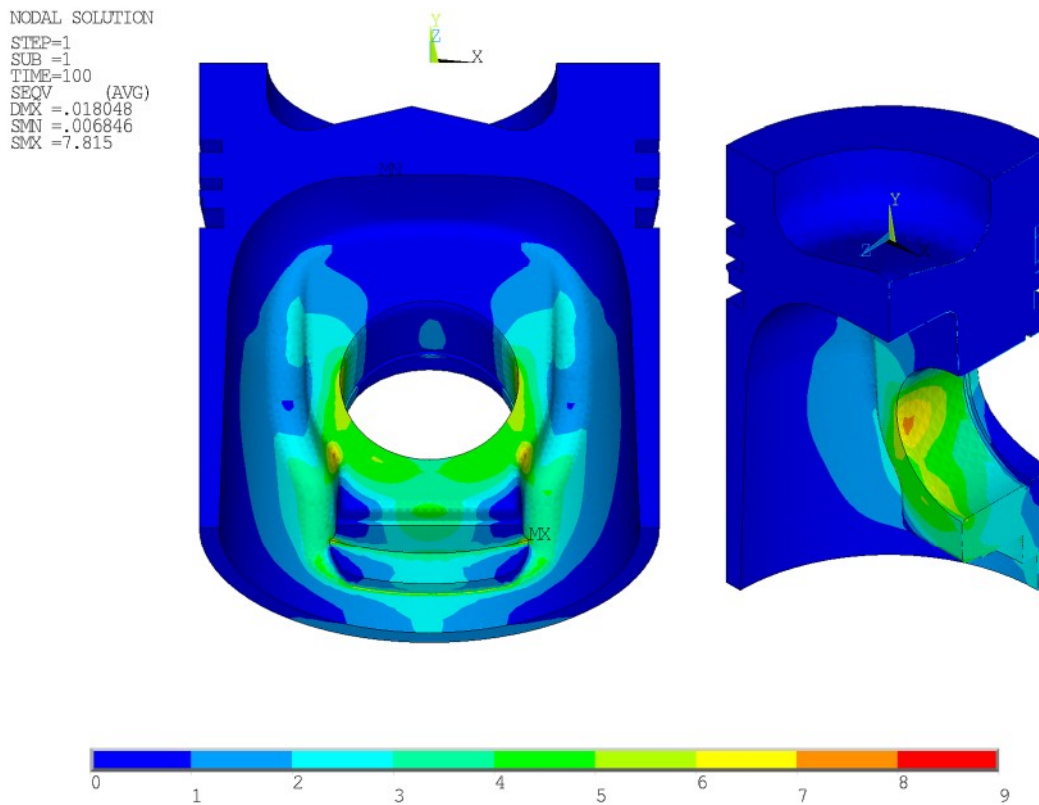 NODAL SOLUTION
STEP=1
SUB =1
TIME=100
SEQV (AVG)
DMX =.018048
SMN =.006846
SMX =7.815
Y
Z
X
MN
MX
Y
Z
X
0 1 2 3 4 5 6 7 8 9